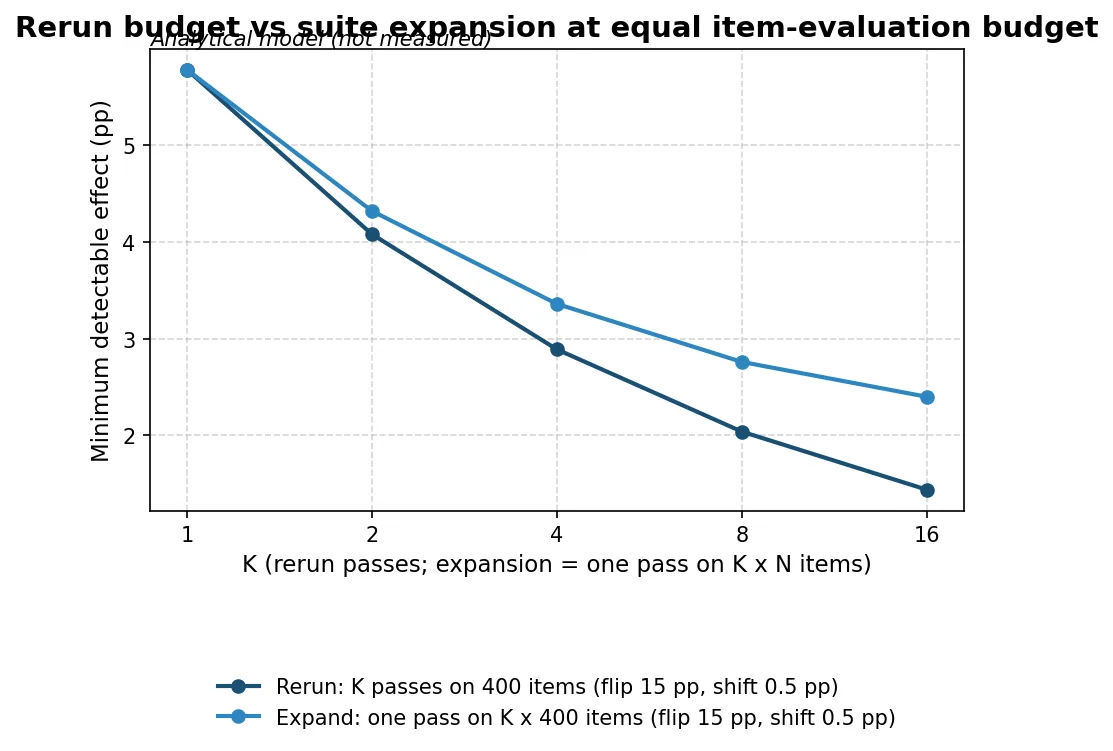 Rerun budget vs suite expansion at equal item-evaluation budget
Analytical model (not measured)
Minimum detectable effect (pp)
5
4
3
2
1
2
4
8
16
K (rerun passes; expansion = one pass on K x N items)
Rerun: K passes on 400 items (flip 15 pp, shift 0.5 pp)
Expand: one pass on K x 400 items (flip 15 pp, shift 0.5 pp)